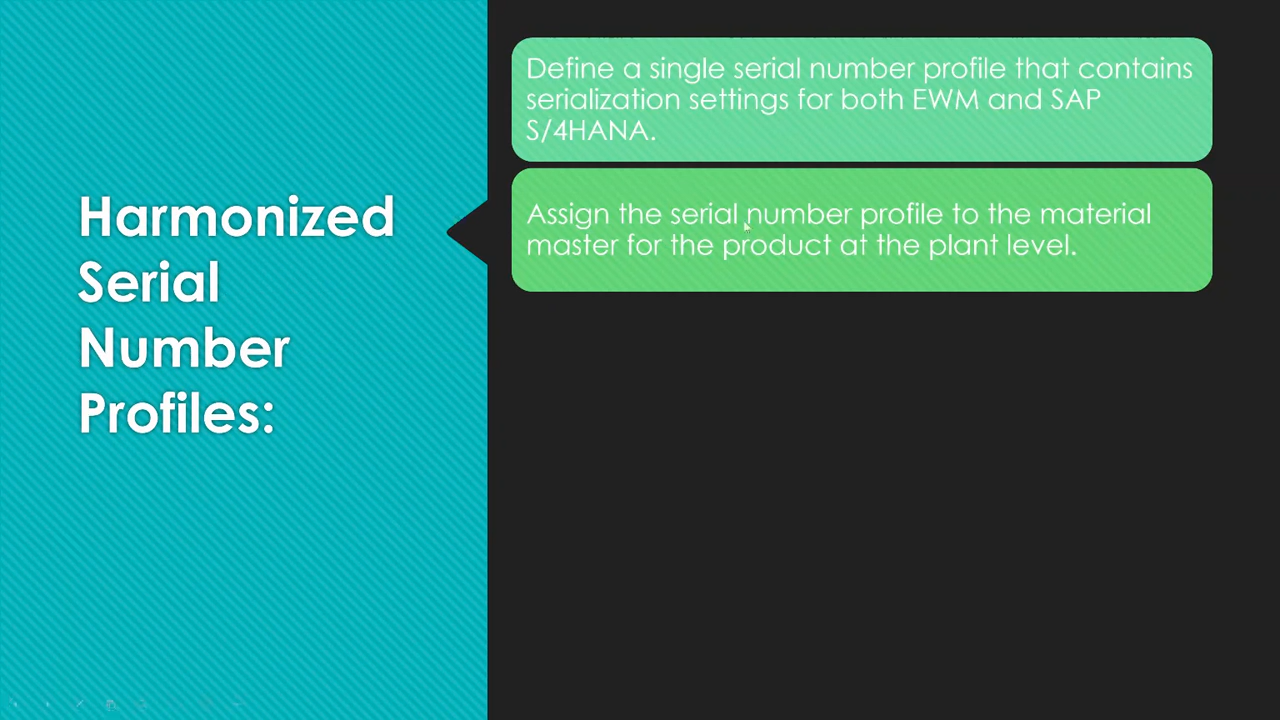 Harmonized
Serial
Number
Profiles:
Define a single serial number profile that contains
serialization settings for both EWM and SAP
S/4HANA.
Assign the serial number profile to the material
master for the product at the plant level.